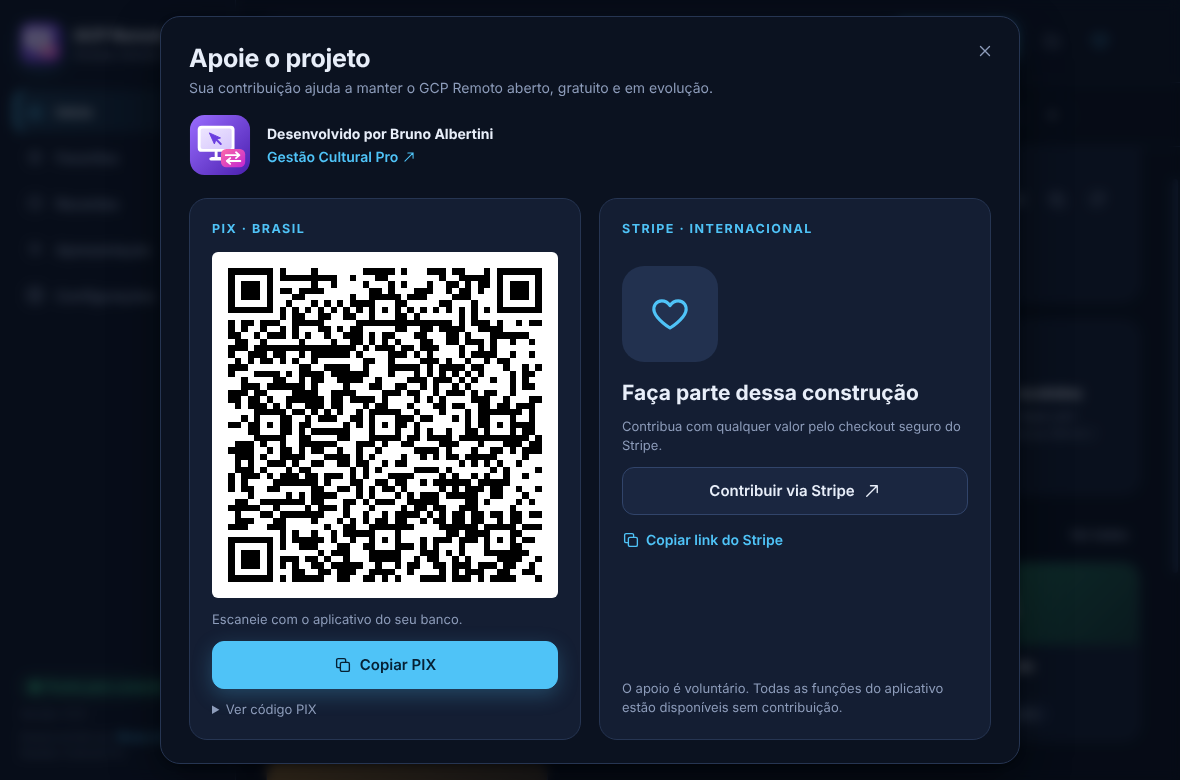 Apoie o projeto
Sua contribuição ajuda a manter o GCP Remoto aberto, gratuito e em evolução.
Desenvolvido por Bruno Albertini
Gestão Cultural Pro ↗
PIX · BRASIL
Escaneie com o aplicativo do seu banco.
Copiar PIX
Ver código PIX
STRIPE · INTERNACIONAL
Faça parte dessa construção
Contribua com qualquer valor pelo checkout seguro do
Stripe.
Contribuir via Stripe ↗
Copiar link do Stripe
O apoio é voluntário. Todas as funções do aplicativo
estão disponíveis sem contribuição.